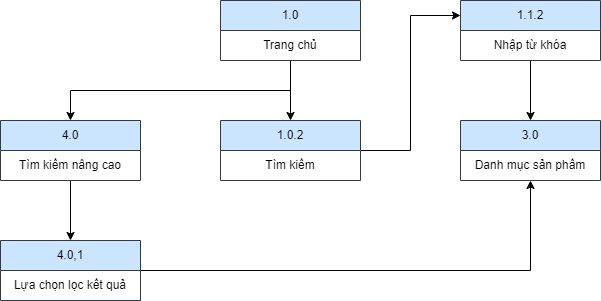 1.0
Trang chủ
1.1.2
Nhập từ khóa
4.0
Tìm kiếm nâng cao
1.0.2
Tìm kiếm
3.0
Danh mục sản phẩm
4.0,1
Lựa chọn lọc kết quả